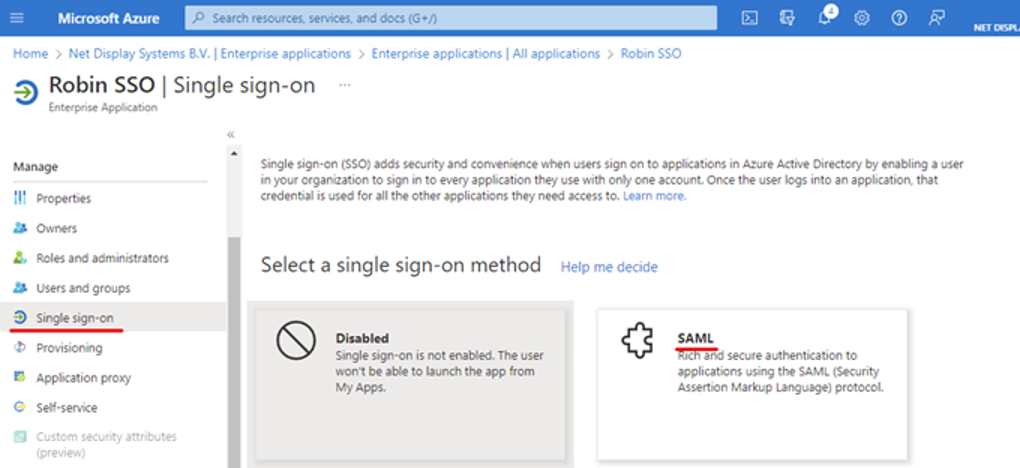 Microsoft Azure
Search resources, services, and docs (G+/)
4
NET DISPL
Home > Net Display Systems B.V. | Enterprise applications > Enterprise applications | All applications > Robin SSO
Robin SSO | Single sign-on ...
Enterprise Application
«
Manage
Properties
Owners
Roles and administrators
Users and groups
Single sign-on
Provisioning
Application proxy
Self-service
Custom security attributes
(preview)
Single sign-on (SSO) adds security and convenience when users sign on to applications in Azure Active Directory by enabling a user
in your organization to sign in to every application they use with only one account. Once the user logs into an application, that
credential is used for all the other applications they need access to. Learn more.
Select a single sign-on method Help me decide
Disabled
Single sign-on is not enabled. The user
won't be able to launch the app from
My Apps.
SAML
Rich and secure authentication to
applications using the SAML (Security
Assertion Markup Language) protocol.